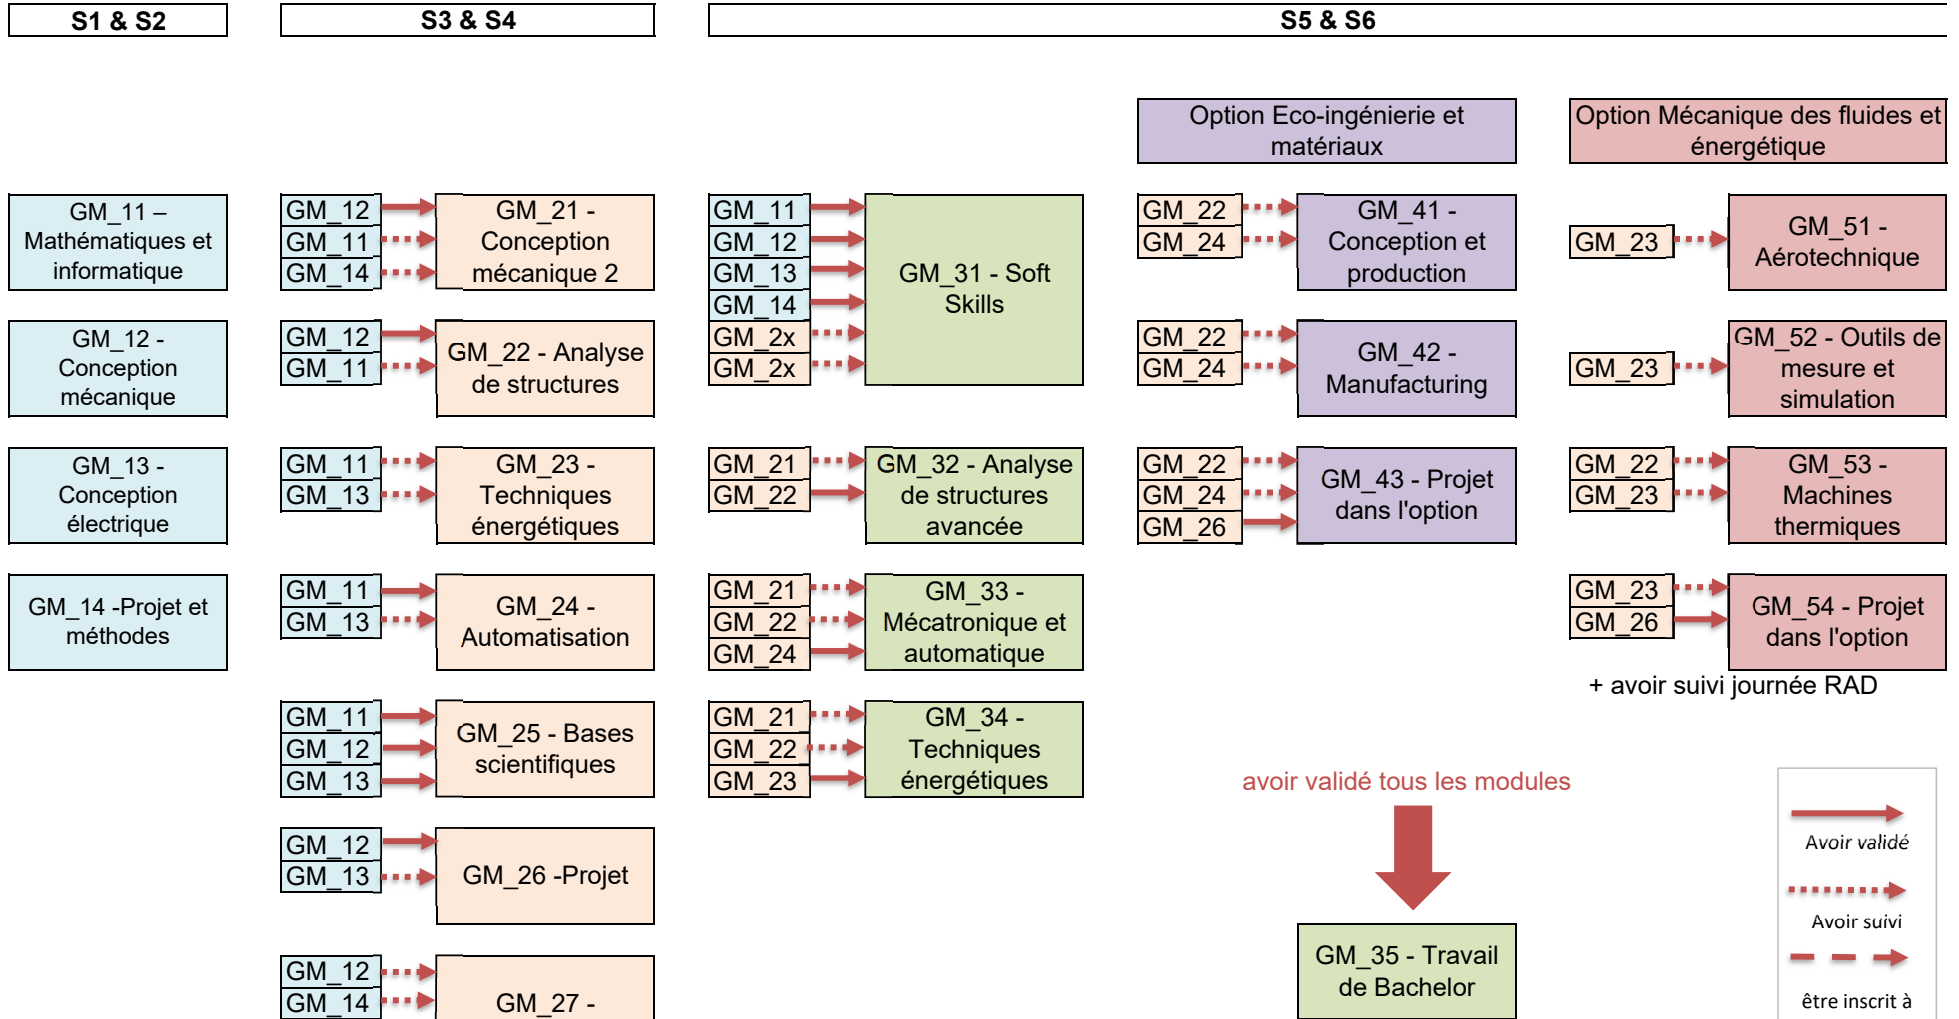 S1 & S2
S3 & S4
S5 & S6
Option Eco-ingénierie et
matériaux
Option Mécanique des fluides et
énergétique
GM_11 –
Mathématiques et
informatique
GM_12 -
Conception
mécanique
GM_13 -
Conception
électrique
GM_14 -Projet et
méthodes
GM_12
GM_11
GM_14
GM_21 -
Conception
mécanique 2
GM_12
GM_11
GM_22 - Analyse
de structures
GM_11
GM_13
GM_23 -
Techniques
énergétiques
GM_11
GM_13
GM_24 -
Automatisation
GM_11
GM_12
GM_13
GM_25 - Bases
scientifiques
GM_12
GM_13
GM_26 -Projet
GM_12
GM_14
GM_27 -
GM_11
GM_12
GM_13
GM_14
GM_2x
GM_2x
GM_31 - Soft
Skills
GM_21
GM_22
GM_32 - Analyse
de structures
avancée
GM_21
GM_22
GM_24
GM_33 -
Mécatronique et
automatique
GM_21
GM_22
GM_23
GM_34 -
Techniques
énergétiques
GM_22
GM_24
GM_41 -
Conception et
production
GM_22
GM_24
GM_42 -
Manufacturing
GM_22
GM_24
GM_26
GM_43 - Projet
dans l'option
GM_23
GM_51 -
Aérotechnique
GM_23
GM_52 - Outils de
mesure et
simulation
GM_22
GM_23
GM_53 -
Machines
thermiques
GM_23
GM_26
GM_54 - Projet
dans l'option
+ avoir suivi journée RAD
avoir validé tous les modules
GM_35 - Travail
de Bachelor
Avoir validé
Avoir suivi
être inscrit à